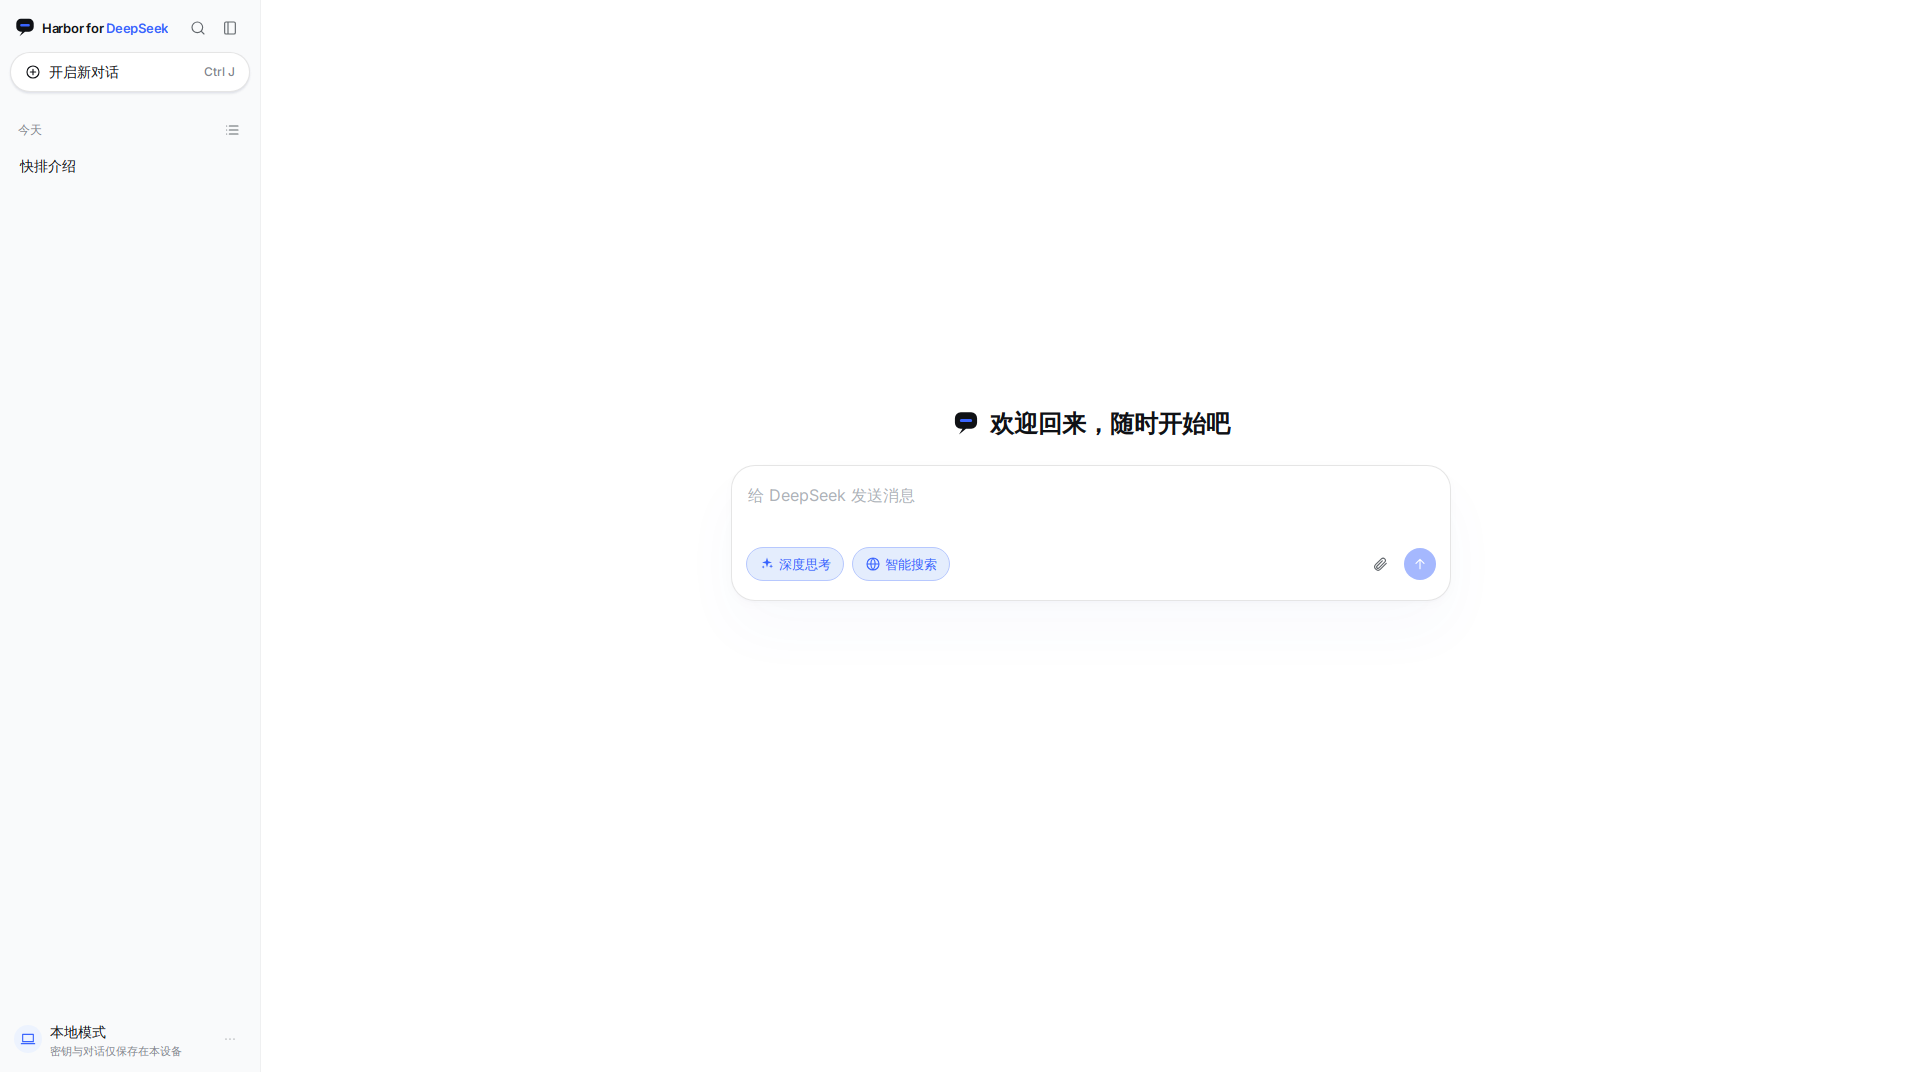 Harbor for DeepSeek
开启新对话 Ctrl J
今天
快排介绍
欢迎回来，随时开始吧
给 DeepSeek 发送消息
深度思考 智能搜索
本地模式
密钥与对话仅保存在本设备